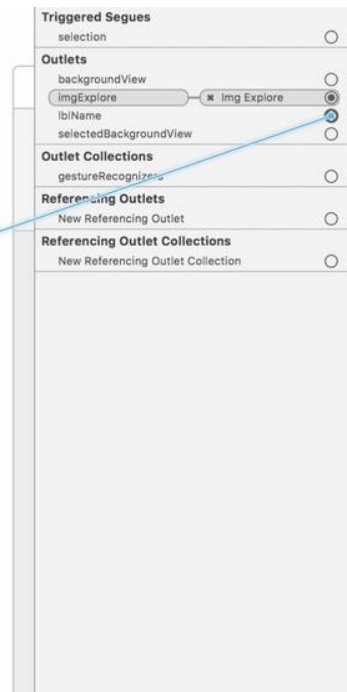 Triggered Segues
selection
Outlets
backgroundView
imgExplore × Img Explore
lblName
selectedBackgroundView
Outlet Collections
gestureRecognizers
Referencing Outlets
New Referencing Outlet
Referencing Outlet Collections
New Referencing Outlet Collection